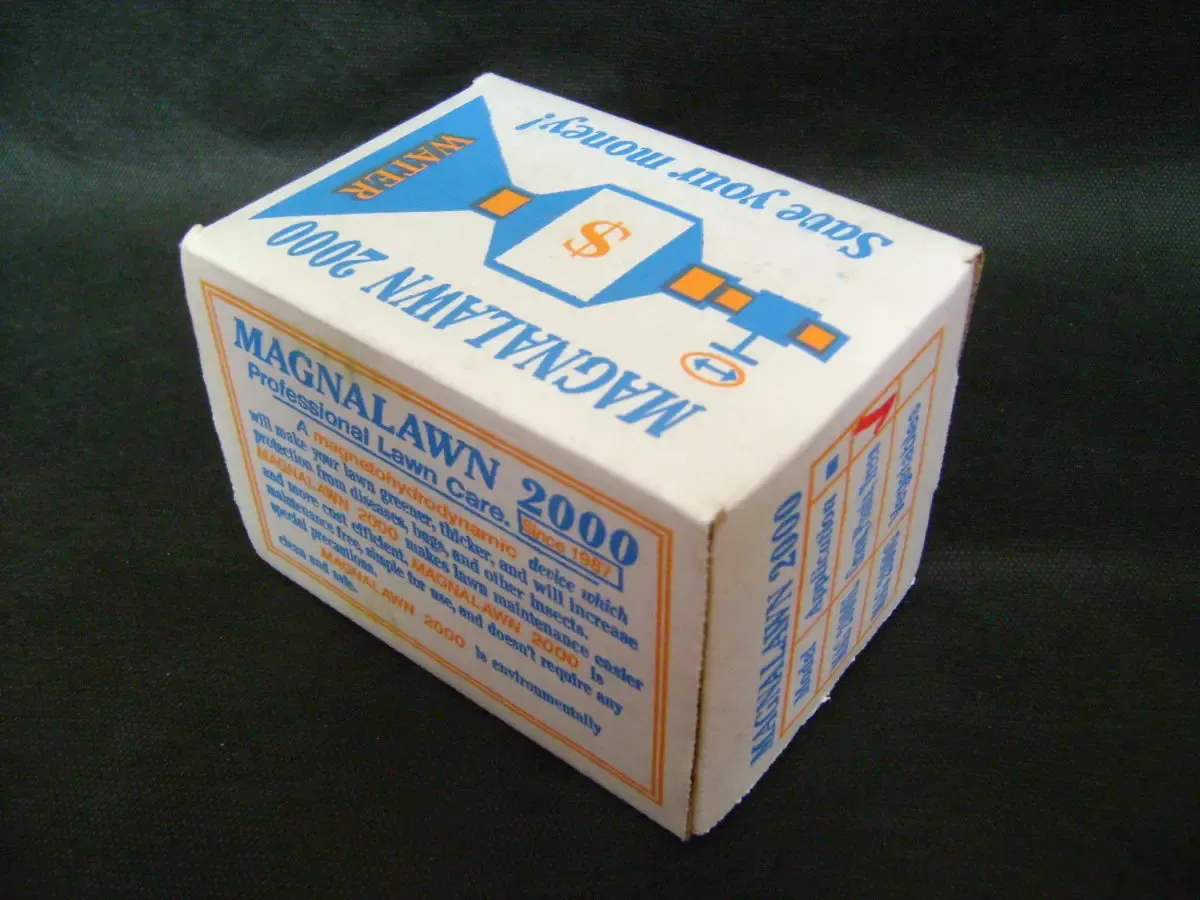 Save your money!
WATER
$
MAGNALAWN 2000
MAGNALAWN 2000
Professional Lawn Care.
Since 1987
A magnetohydrodynamic device which
will make your lawn greener, thicker, and will increase
protection from diseases, bugs, and other insects.
MAGNALAWN 2000 makes lawn maintenance easier
and more cost efficient. MAGNALAWN 2000 is
maintenance free, simple for use, and doesn't require any
special precautions.
MAGNALAWN 2000 is environmentally
clean and safe.
MAGNALAWN 2000
Model Application
Vegetables